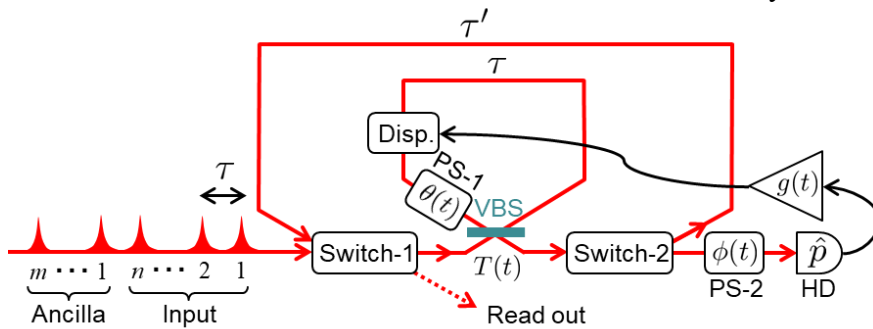 τ′
τ
Disp.
PS-1
θ(t)
VBS
g(t)
τ
Switch-1
T(t)
Switch-2
ϕ(t)
p̂
m ··· 1 n ··· 2 1
PS-2
HD
Ancilla
Input
Read out